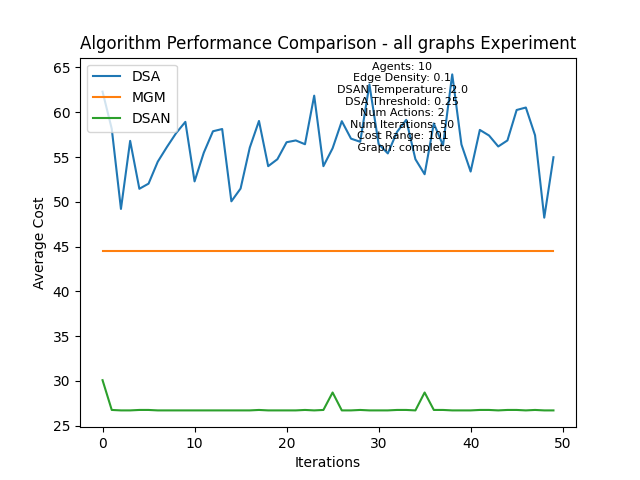 Algorithm Performance Comparison - all graphs Experiment
DSA
MGM
DSAN
Agents: 10
Edge Density: 0.1
DSAN Temperature: 2.0
DSA Threshold: 0.25
Num Actions: 2
Num Iterations: 50
Cost Range: 101
Graph: complete
65
60
55
50
45
40
35
30
25
Average Cost
0 10 20 30 40 50
Iterations